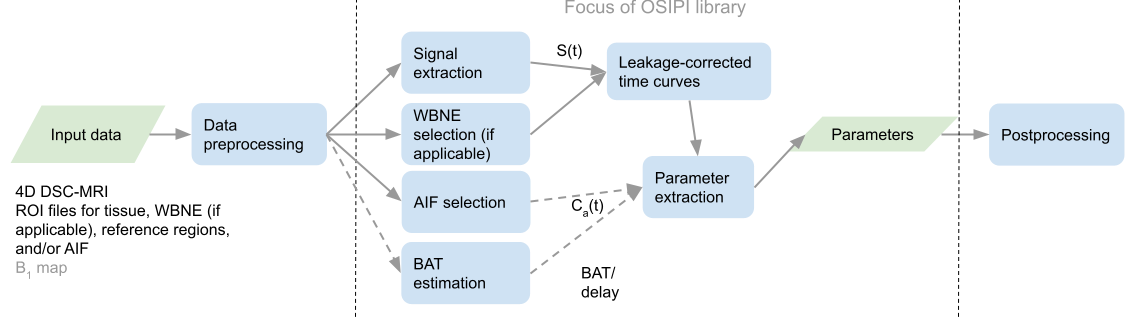 Focus of OSIPI library
Input data
Data
preprocessing
4D DSC-MRI
ROI files for tissue, WBNE (if
applicable), reference regions,
and/or AIF
B1 map
Signal
extraction
S(t)
WBNE
selection (if
applicable)
AIF selection
Ca(t)
BAT
estimation
BAT/
delay
Leakage-corrected
time curves
Parameter
extraction
Parameters
Postprocessing